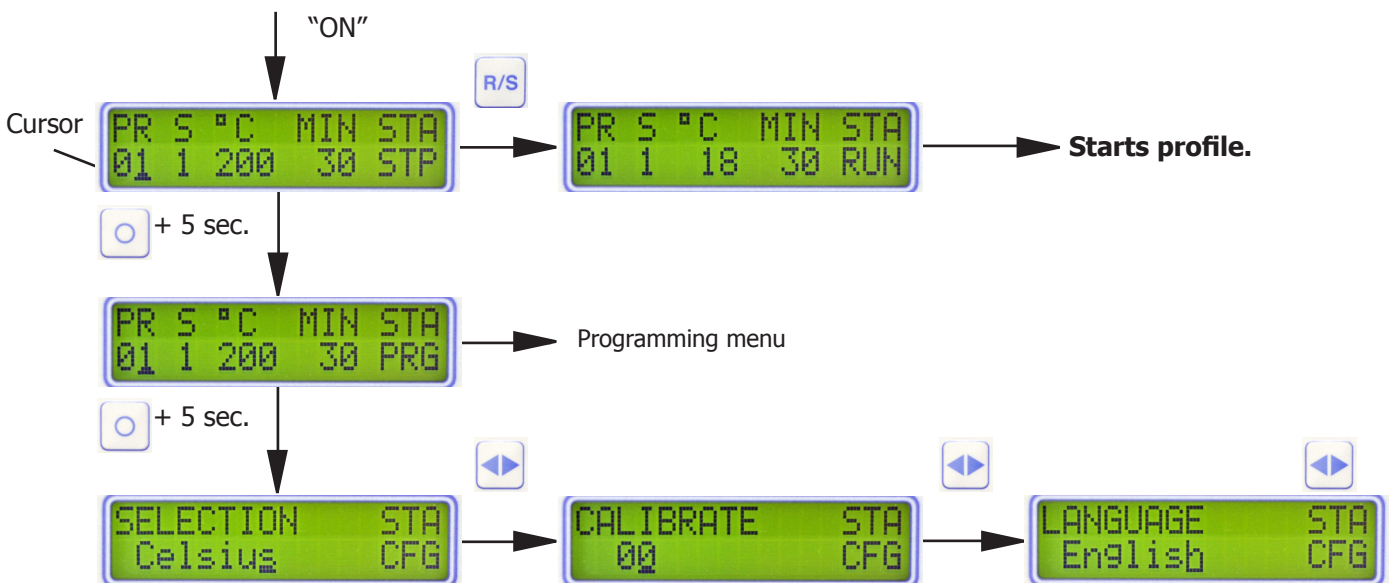 “ON”
R/S
Cursor
PR S °C MIN STA
01 1 200 30 STP
PR S °C MIN STA
01 1 18 30 RUN
Starts profile.
+ 5 sec.
PR S °C MIN STA
01 1 200 30 PRG
Programming menu
+ 5 sec.
SELECTION STA
Celsius CFG
CALIBRATE STA
00 CFG
LANGUAGE STA
English CFG